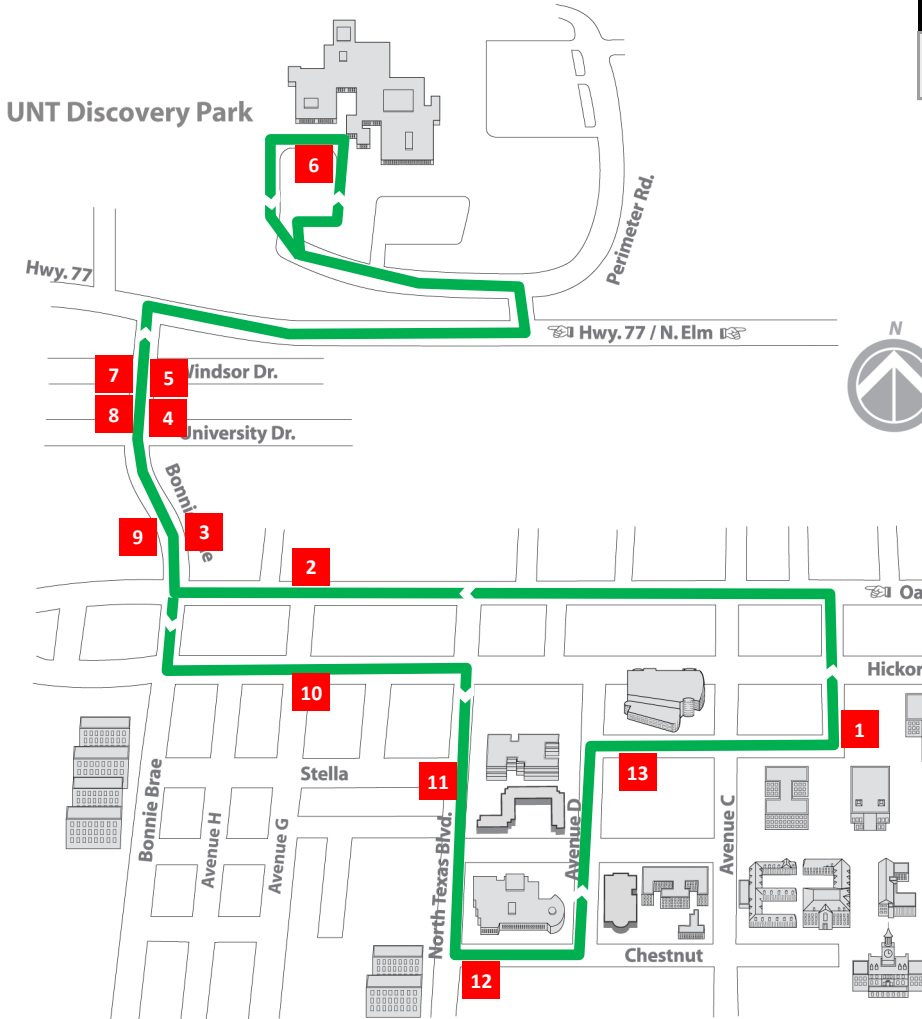 UNT Discovery Park
6
Perimeter Rd.
Hwy. 77
Hwy. 77 / N. Elm
N
7
5
Windsor Dr.
8
4
University Dr.
9
3
2
Oa
Hickor
10
1
Stella
11
13
Bonnie Brae
Avenue H
Avenue G
North Texas Blvd.
Avenue D
Avenue C
Chestnut
12